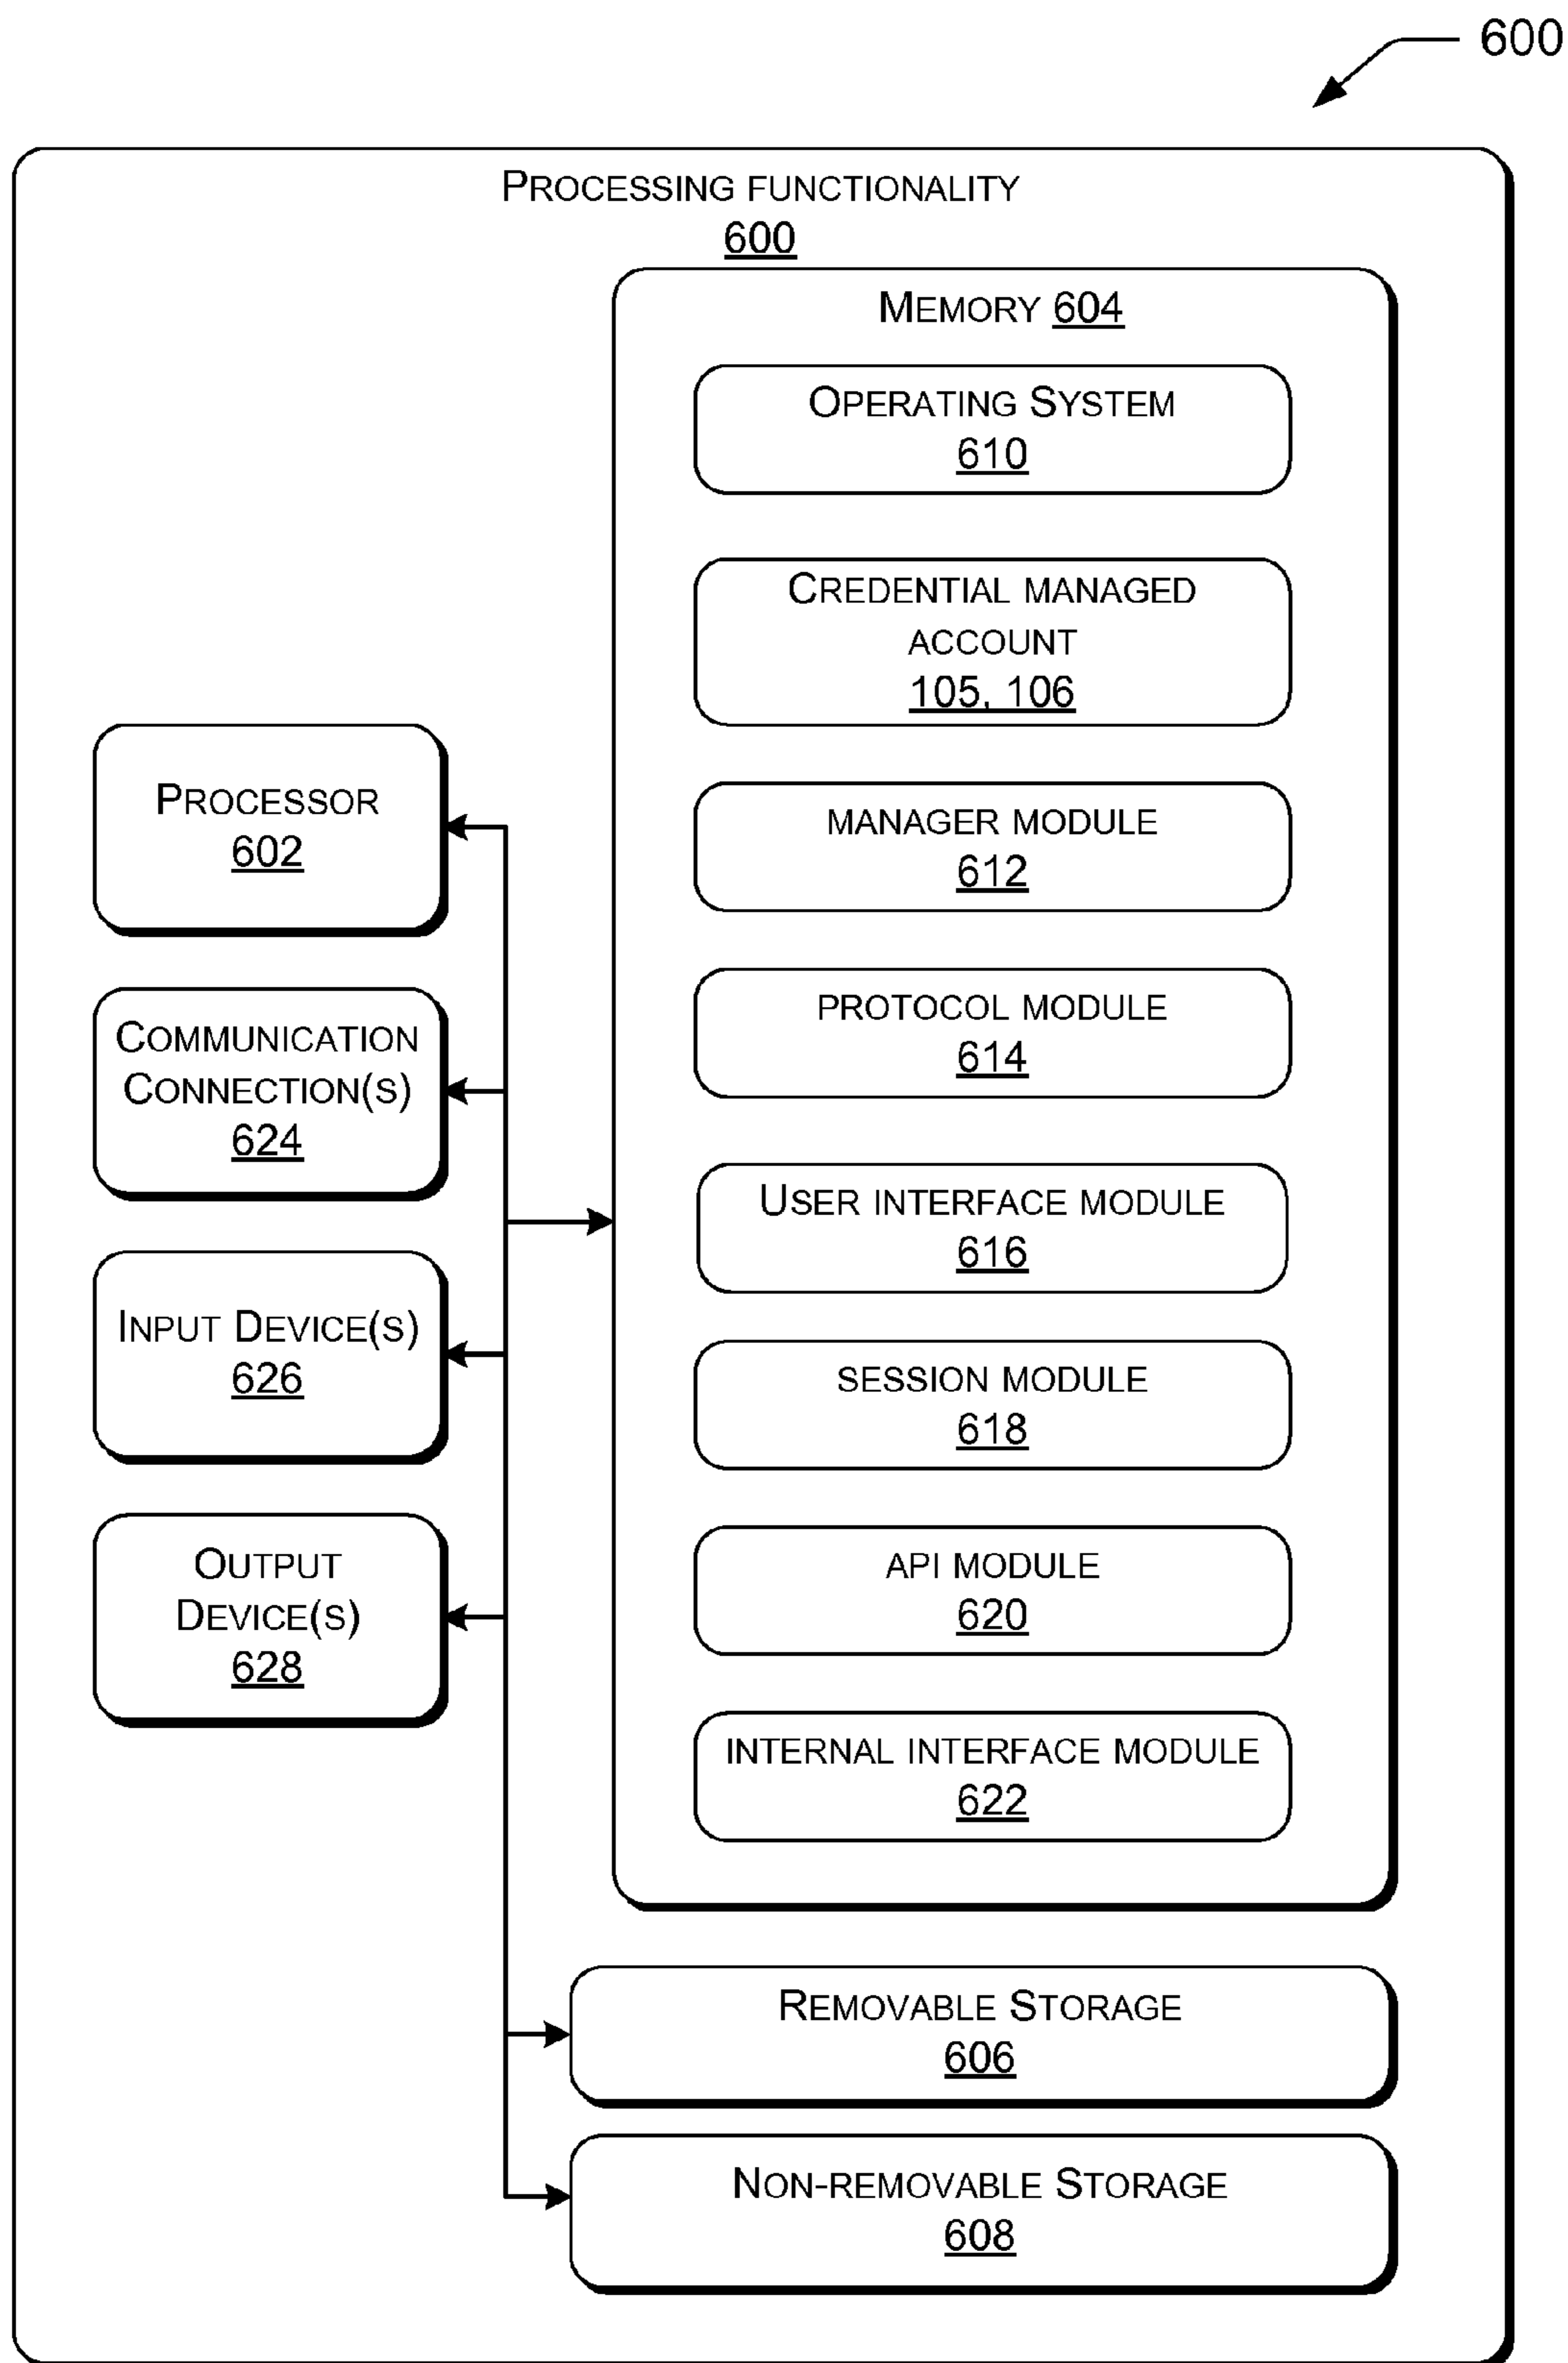 600
PROCESSING FUNCTIONALITY
600
MEMORY 604
OPERATING SYSTEM
610
CREDENTIAL MANAGED
ACCOUNT
105, 106
MANAGER MODULE
612
PROTOCOL MODULE
614
USER INTERFACE MODULE
616
SESSION MODULE
618
API MODULE
620
INTERNAL INTERFACE MODULE
622
PROCESSOR
602
COMMUNICATION
CONNECTION(S)
624
INPUT DEVICE(S)
626
OUTPUT
DEVICE(S)
628
REMOVABLE STORAGE
606
NON-REMOVABLE STORAGE
608